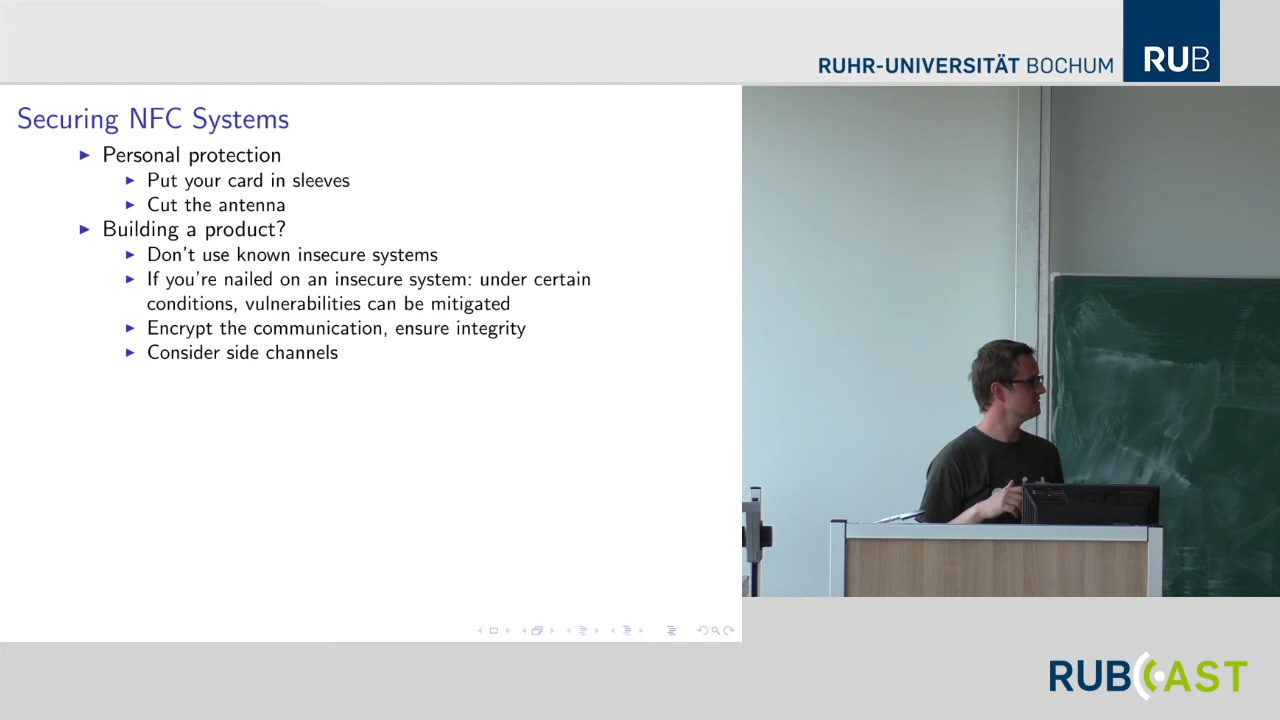 RUHR-UNIVERSITÄT BOCHUM
RUB
Securing NFC Systems
Personal protection
Put your card in sleeves
Cut the antenna
Building a product?
Don't use known insecure systems
If you're nailed on an insecure system: under certain
conditions, vulnerabilities can be mitigated
Encrypt the communication, ensure integrity
Consider side channels
RUBCAST